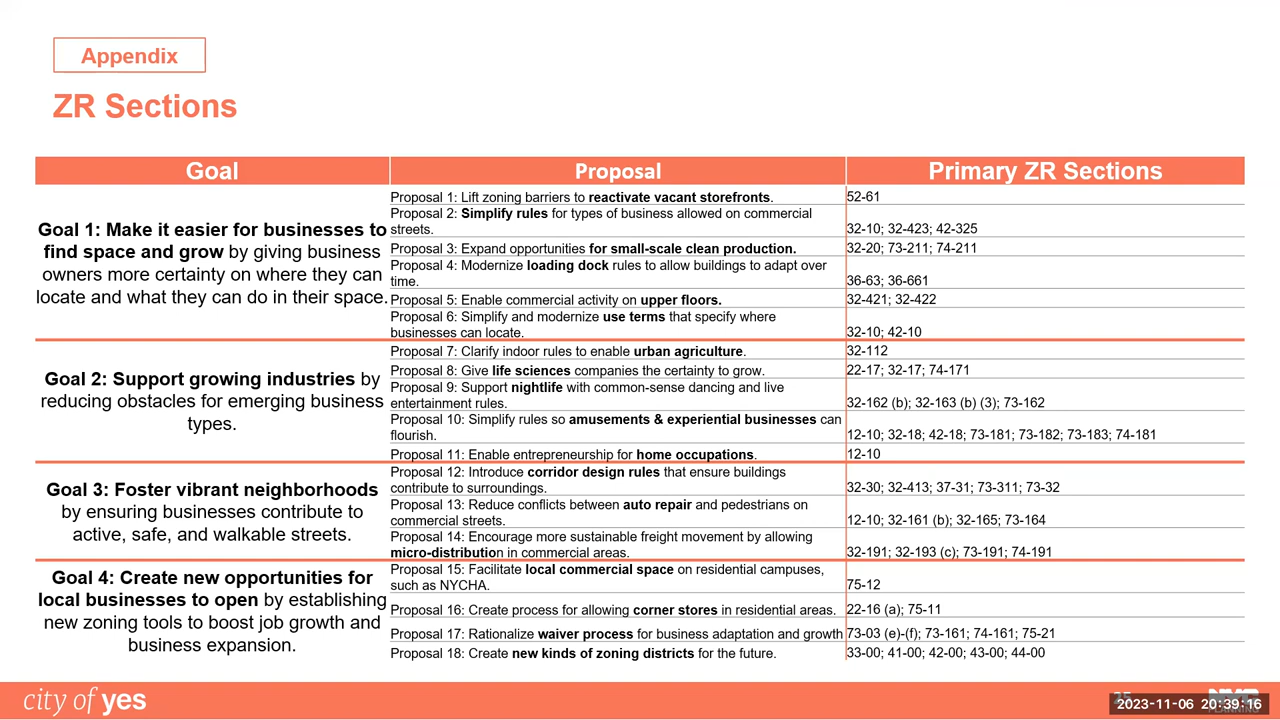 Appendix
ZR Sections
Goal
Proposal
Primary ZR Sections
Goal 1: Make it easier for businesses to
find space and grow by giving business
owners more certainty on where they can
locate and what they can do in their space.
Proposal 1: Lift zoning barriers to reactivate vacant storefronts.
52-61
Proposal 2: Simplify rules for types of business allowed on commercial
streets.
32-10; 32-423; 42-325
Proposal 3: Expand opportunities for small-scale clean production.
32-20; 73-211; 74-211
Proposal 4: Modernize loading dock rules to allow buildings to adapt over
time.
36-63; 36-661
Proposal 5: Enable commercial activity on upper floors.
32-421; 32-422
Proposal 6: Simplify and modernize use terms that specify where
businesses can locate.
32-10; 42-10
Goal 2: Support growing industries by
reducing obstacles for emerging business
types.
Proposal 7: Clarify indoor rules to enable urban agriculture.
32-112
Proposal 8: Give life sciences companies the certainty to grow.
22-17; 32-17; 74-171
Proposal 9: Support nightlife with common-sense dancing and live
entertainment rules.
32-162 (b); 32-163 (b) (3); 73-162
Proposal 10: Simplify rules so amusements & experiential businesses can
flourish.
12-10; 32-18; 42-18; 73-181; 73-182; 73-183; 74-181
Proposal 11: Enable entrepreneurship for home occupations.
12-10
Goal 3: Foster vibrant neighborhoods
by ensuring businesses contribute to
active, safe, and walkable streets.
Proposal 12: Introduce corridor design rules that ensure buildings
contribute to surroundings.
32-30; 32-413; 37-31; 73-311; 73-32
Proposal 13: Reduce conflicts between auto repair and pedestrians on
commercial streets.
12-10; 32-161 (b); 32-165; 73-164
Proposal 14: Encourage more sustainable freight movement by allowing
micro-distribution in commercial areas.
32-191; 32-193 (c); 73-191; 74-191
Goal 4: Create new opportunities for
local businesses to open by establishing
new zoning tools to boost job growth and
business expansion.
Proposal 15: Facilitate local commercial space on residential campuses,
such as NYCHA.
75-12
Proposal 16: Create process for allowing corner stores in residential areas.
22-16 (a); 75-11
Proposal 17: Rationalize waiver process for business adaptation and growth
73-03 (e)-(f); 73-161; 74-161; 75-21
Proposal 18: Create new kinds of zoning districts for the future.
33-00; 41-00; 42-00; 43-00; 44-00
city of yes
2023-11-06 20:39:16